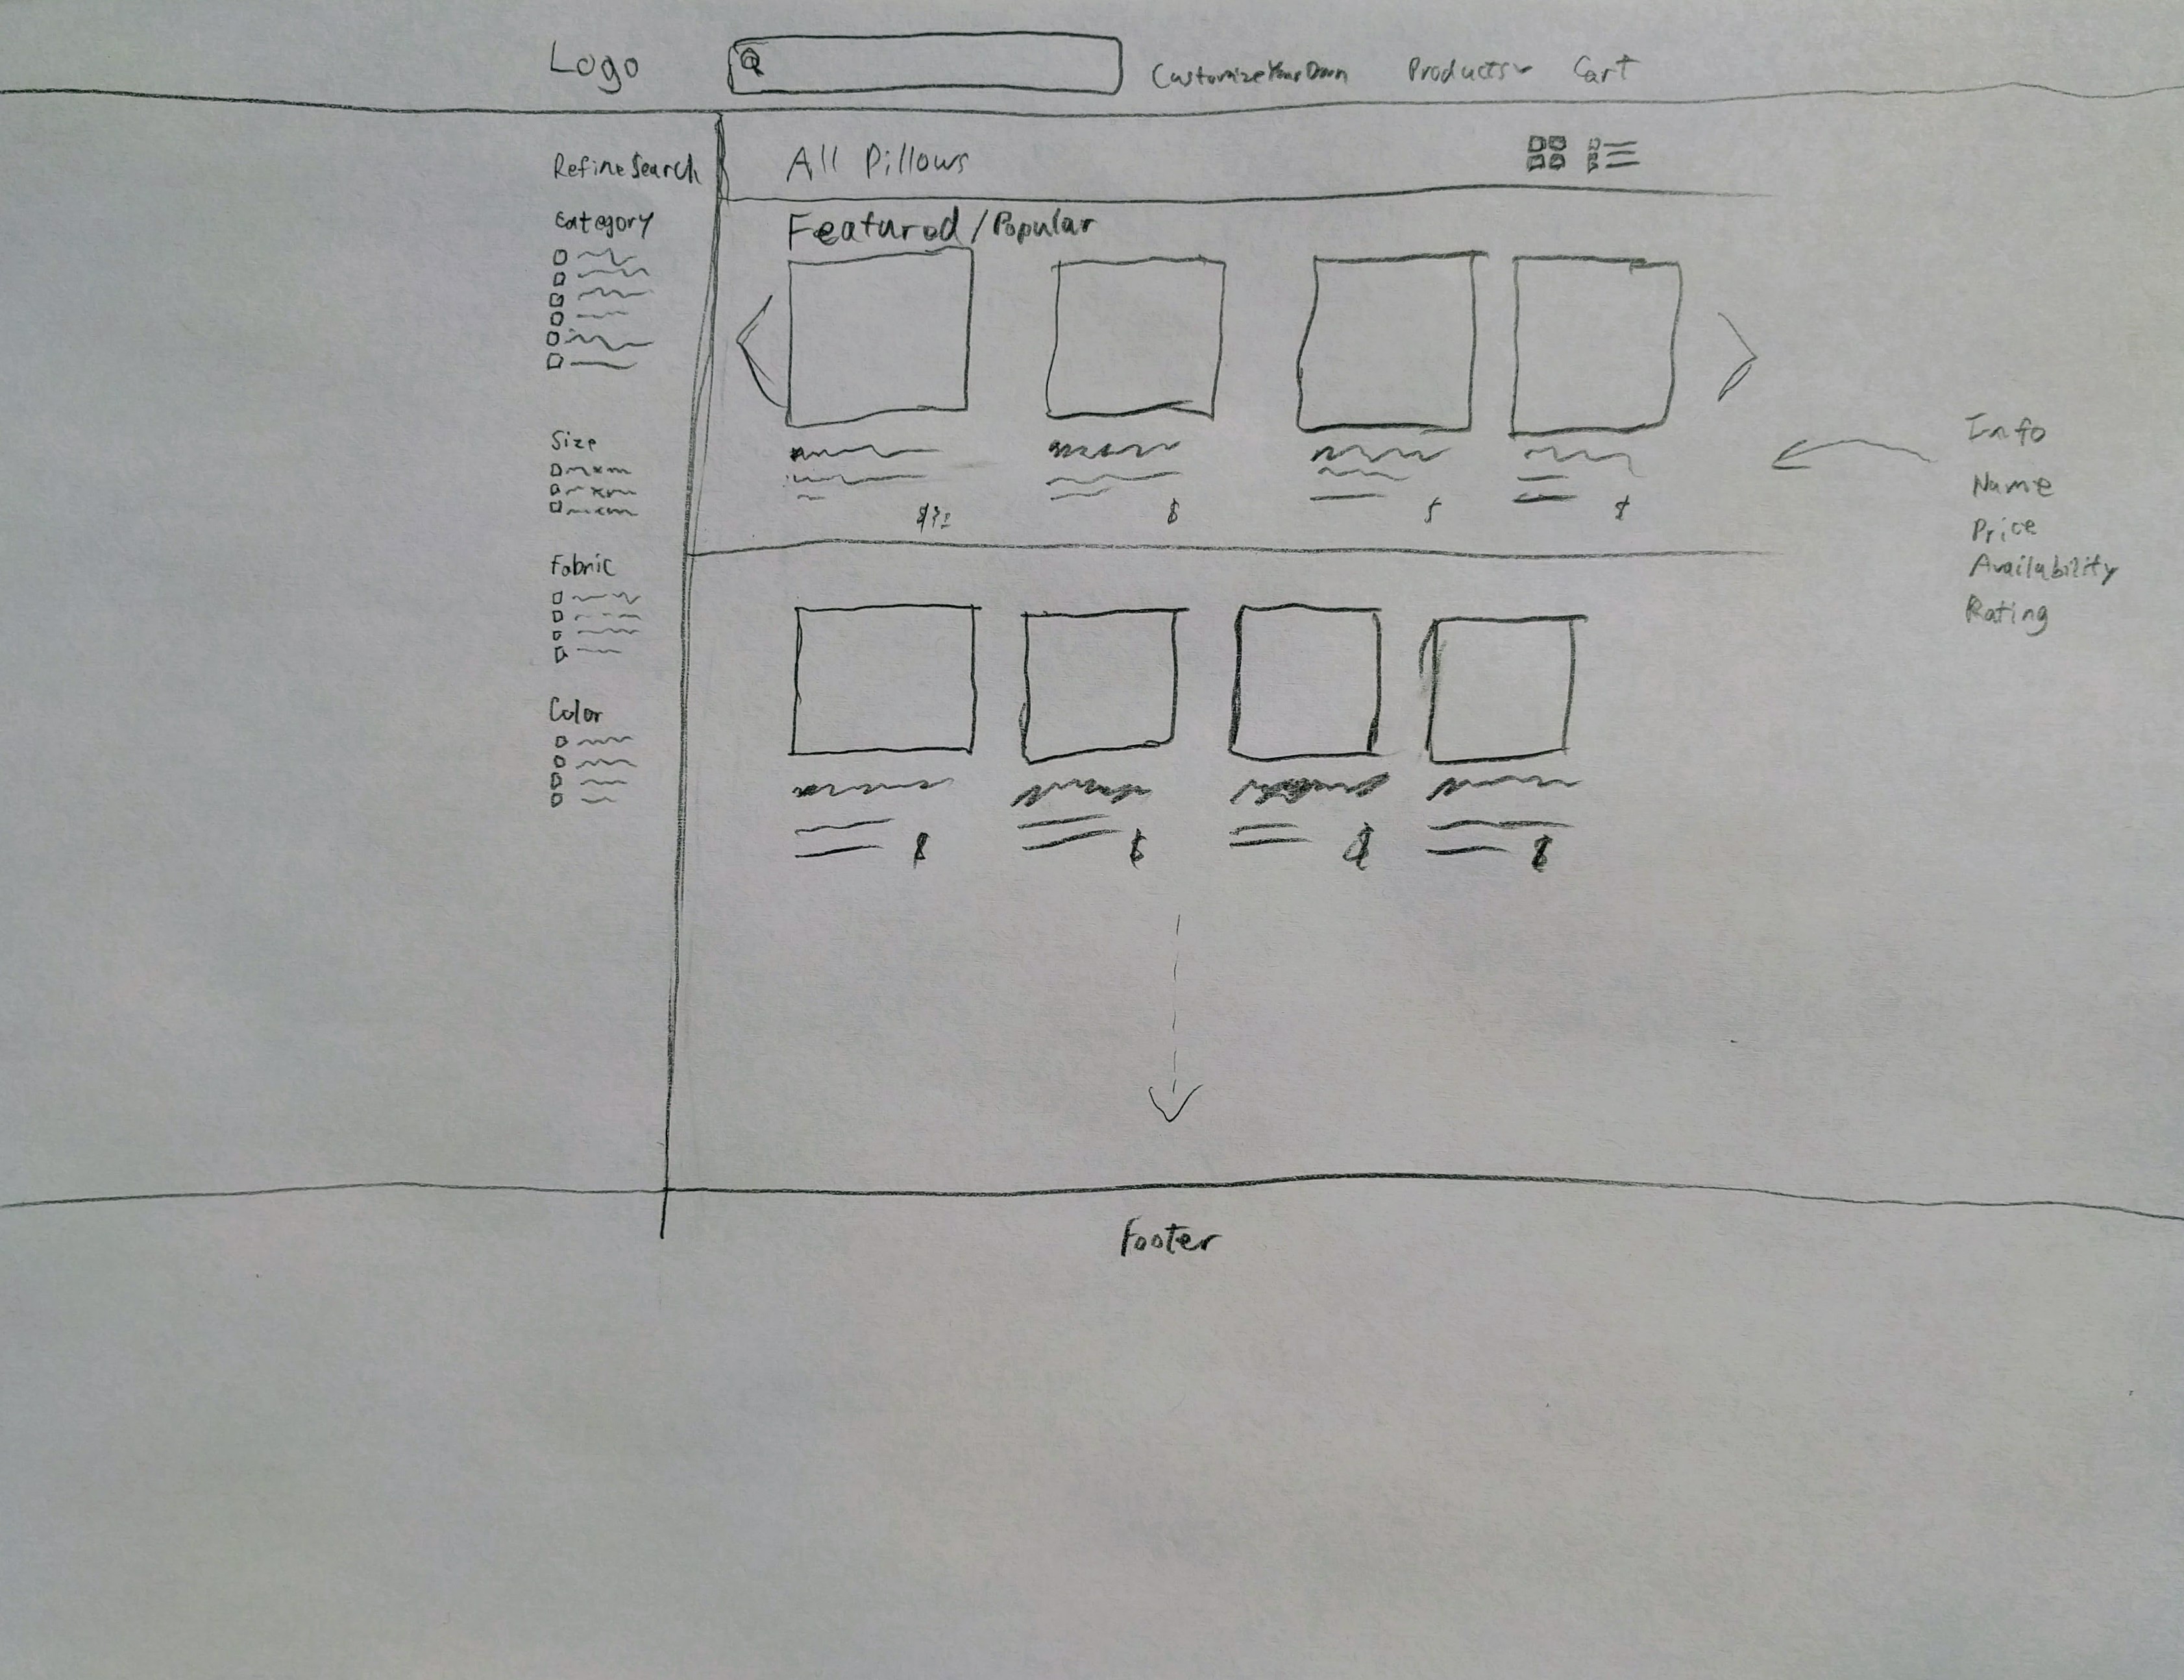 Logo
Customize Your Own
Products
Cart
Refine Search
All Pillows
Category
Featured/Popular
Size
$
$
$
$
Info
Name
Price
Availability
Rating
Fabric
Color
$
$
$
$
Footer